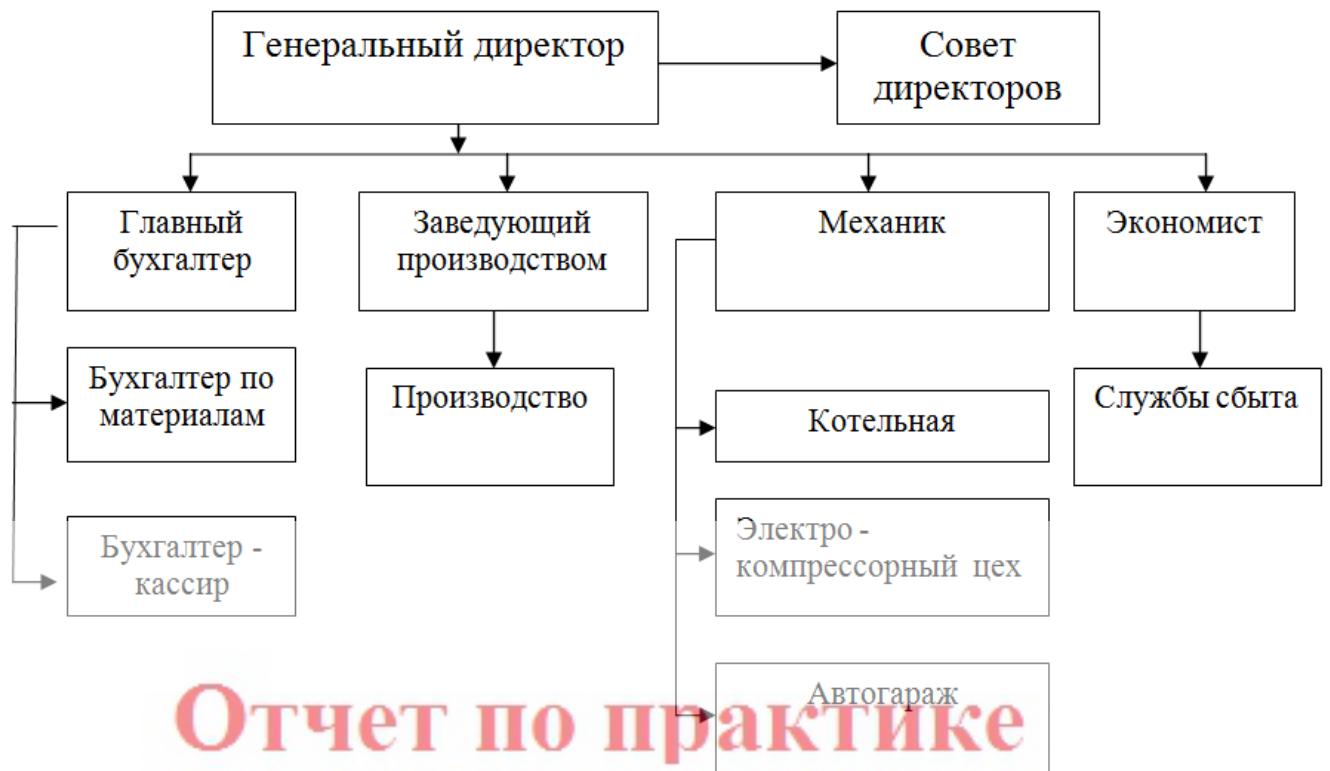 Генеральный директор
Совет
директоров
Главный
бухгалтер
Заведующий
производством
Механик
Экономист
Бухгалтер по
материалам
Производство
Котельная
Службы сбыта
Бухгалтер -
кассир
Электро -
компрессорный цех
Автогараж
Отчет по практике